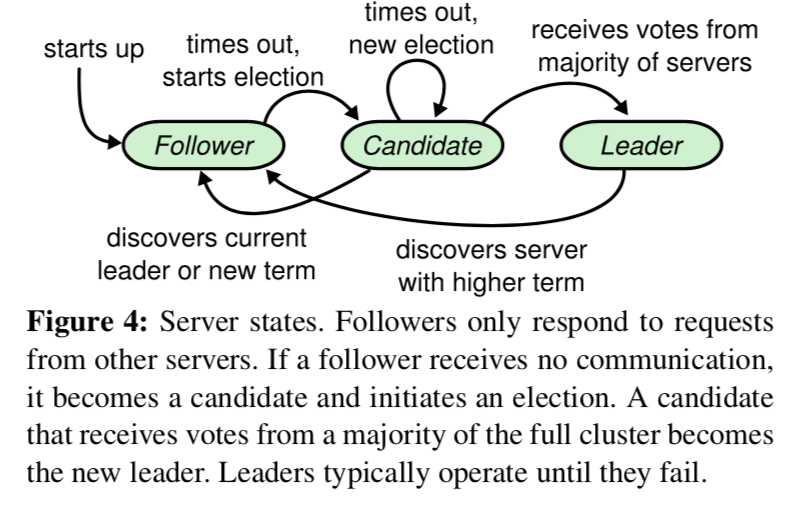 starts up
times out,
starts election
times out,
new election
receives votes from
majority of servers
Follower
Candidate
Leader
discovers current
leader or new term
discovers server
with higher term
Figure 4: Server states. Followers only respond to requests
from other servers. If a follower receives no communication,
it becomes a candidate and initiates an election. A candidate
that receives votes from a majority of the full cluster becomes
the new leader. Leaders typically operate until they fail.